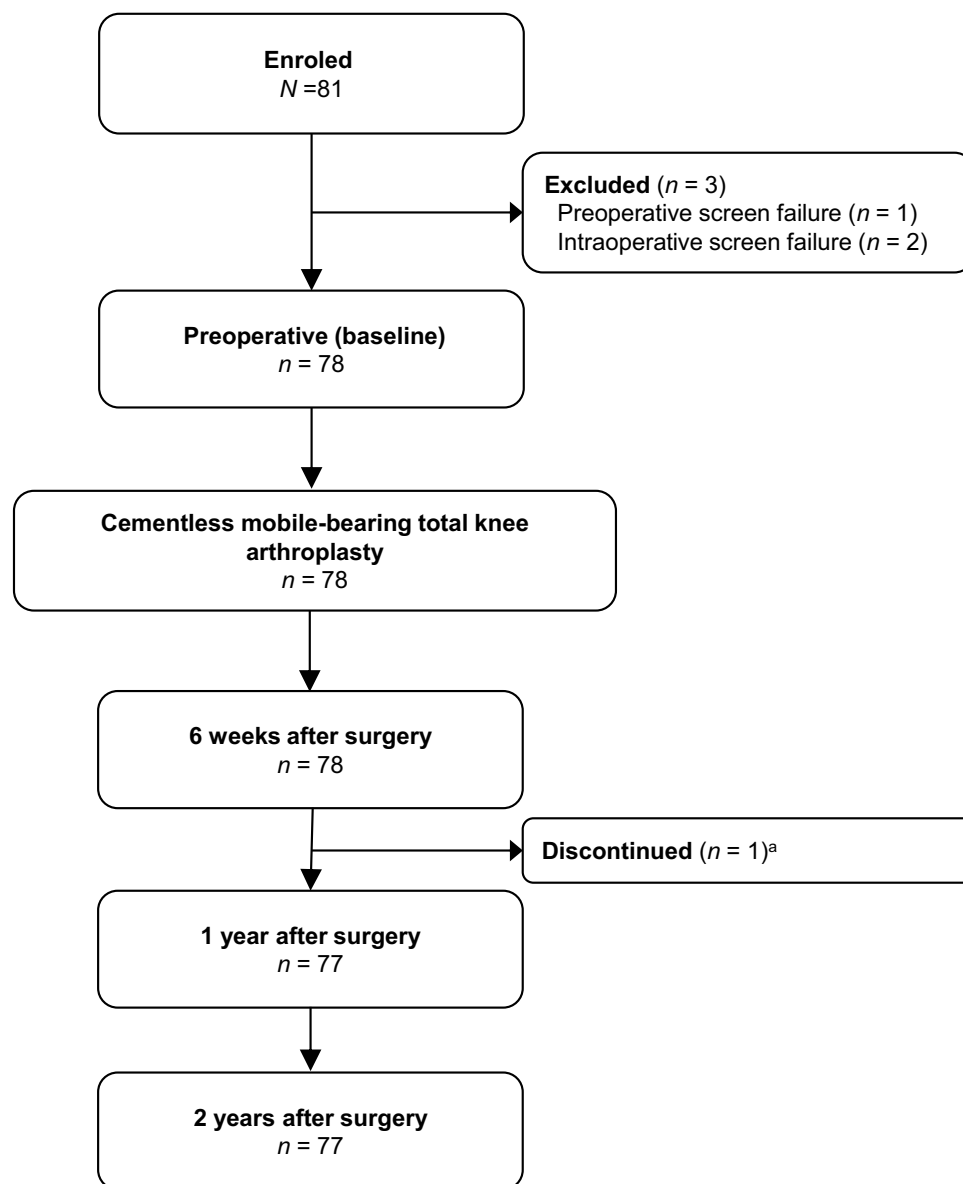 Enroled
N =81
Excluded (n = 3)
Preoperative screen failure (n = 1)
Intraoperative screen failure (n = 2)
Preoperative (baseline)
n = 78
Cementless mobile-bearing total knee
arthroplasty
n = 78
6 weeks after surgery
n = 78
Discontinued (n = 1)ᵃ
1 year after surgery
n = 77
2 years after surgery
n = 77